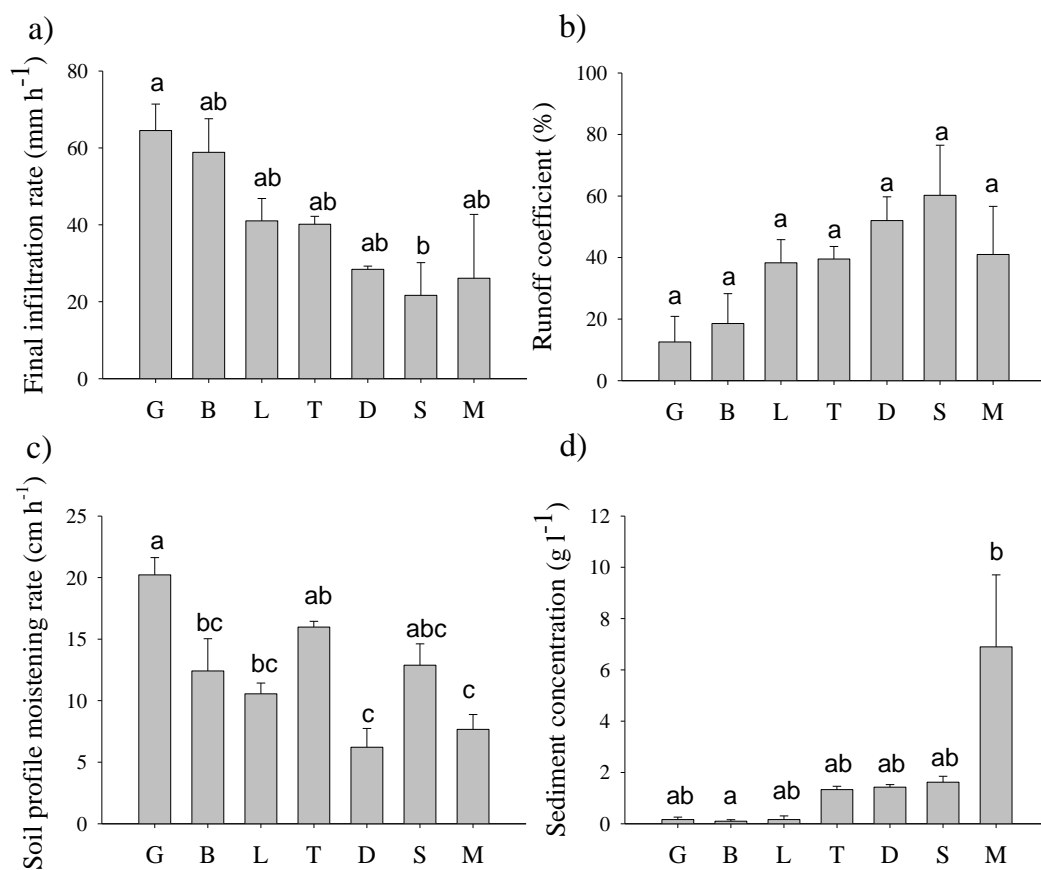 a)
Final infiltration rate (mm h-1)
80
60
40
20
0
a
ab
ab
ab
ab
b
ab
G B L T D S M
b)
Runoff coefficient (%)
100
80
60
40
20
0
a
a
a
a
a
a
a
G B L T D S M
c)
Soil profile moistening rate (cm h-1)
25
20
15
10
5
0
a
bc
bc
ab
c
abc
c
G B L T D S M
d)
Sediment concentration (g l-1)
12
10
8
6
4
2
0
ab
a
ab
ab
ab
ab
b
G B L T D S M